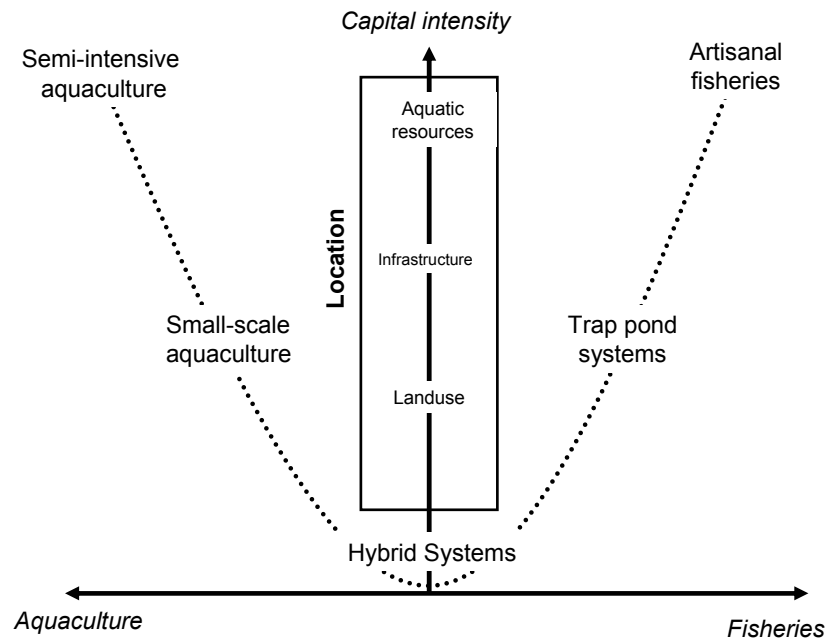 Capital intensity
Semi-intensive
aquaculture
Artisanal
fisheries
Aquatic
resources
Location
Infrastructure
Small-scale
aquaculture
Trap pond
systems
Landuse
Hybrid Systems
Aquaculture
Fisheries